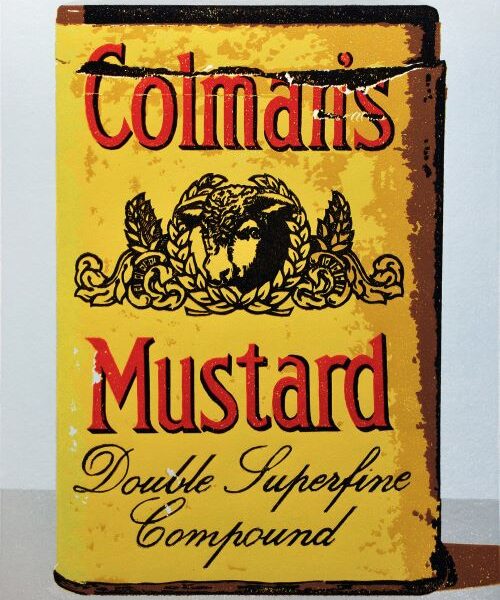 Colman's
Mustard
Double Superfine
Compound